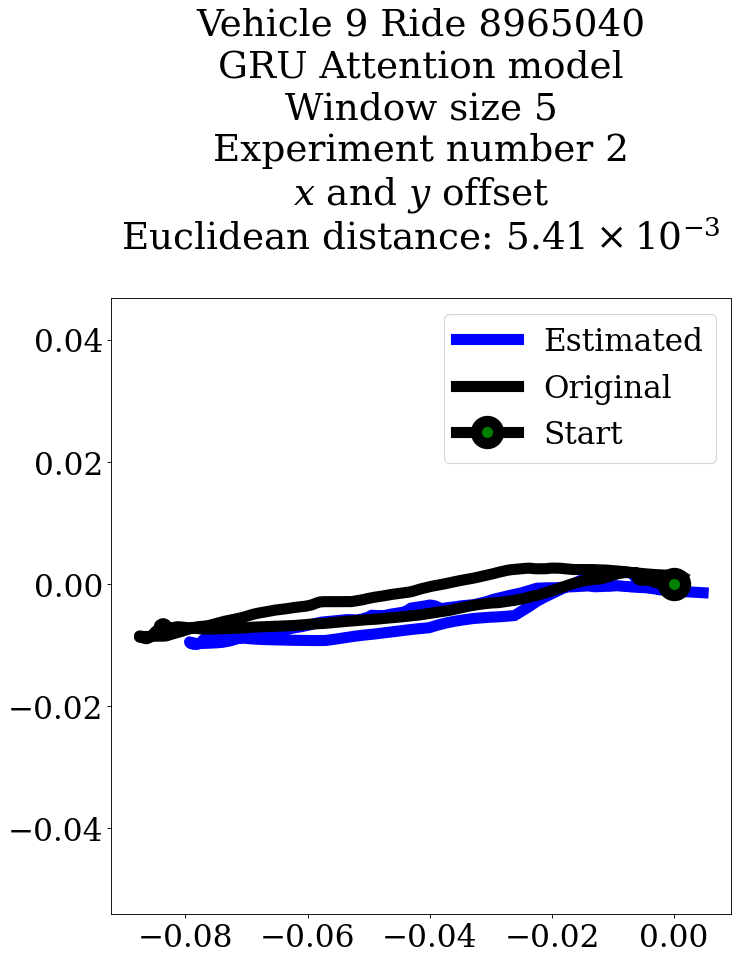 Vehicle 9 Ride 8965040
GRU Attention model
Window size 5
Experiment number 2
x and y offset
Euclidean distance: 5.41 × 10⁻³
Estimated
Original
Start
0.04
0.02
0.00
−0.02
−0.04
−0.08 −0.06 −0.04 −0.02 0.00